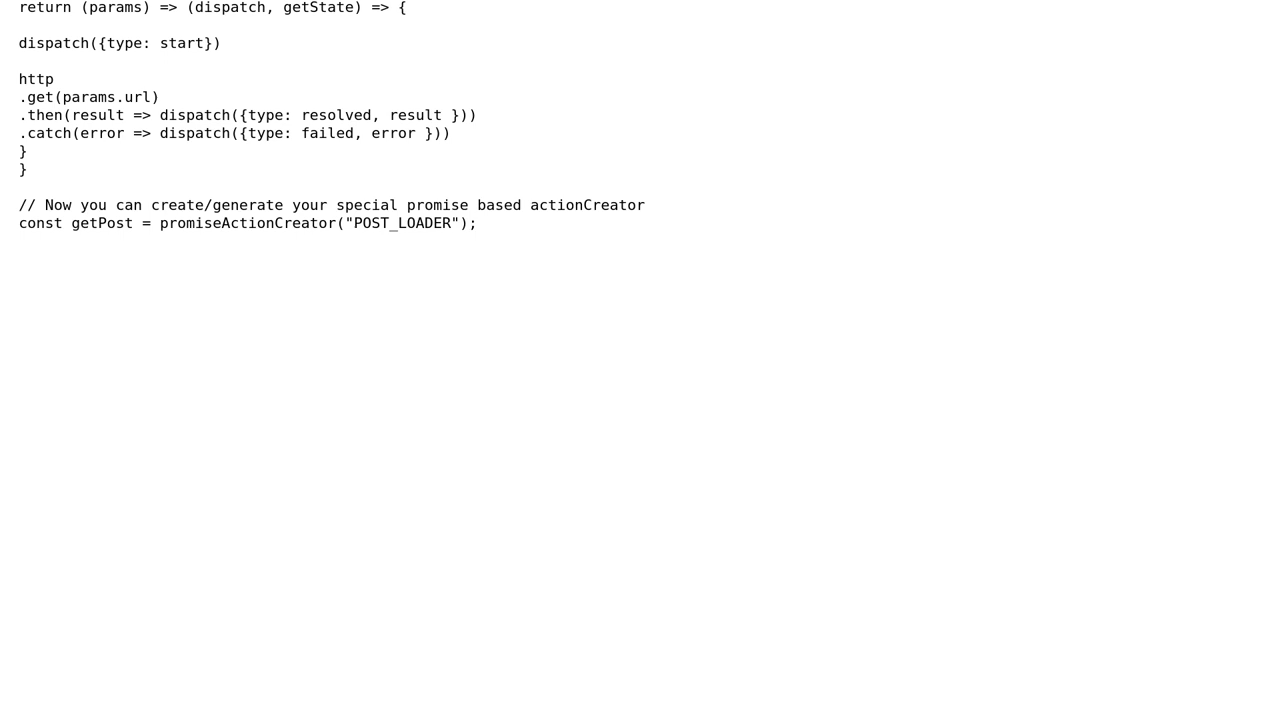 return (params) => (dispatch, getState) => {
dispatch({type: start})
http
.get(params.url)
.then(result => dispatch({type: resolved, result }))
.catch(error => dispatch({type: failed, error }))
}
}
// Now you can create/generate your special promise based actionCreator
const getPost = promiseActionCreator("POST_LOADER");